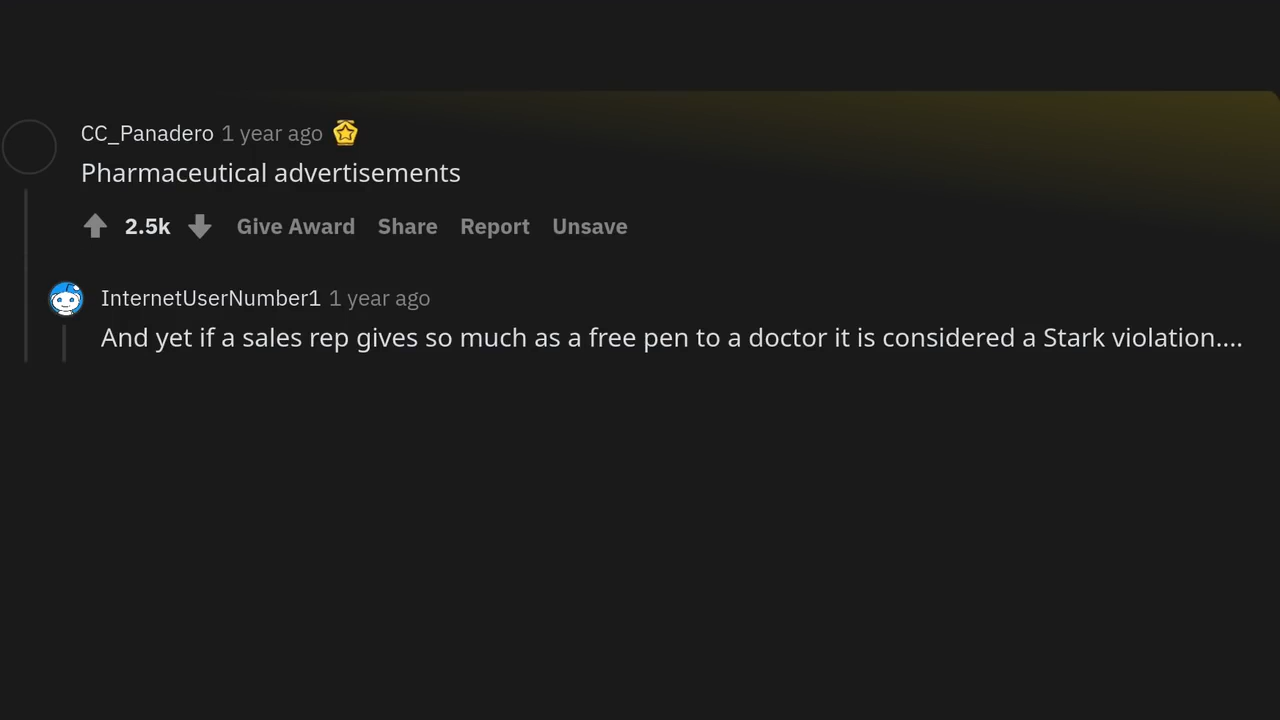 CC_Panadero 1 year ago
Pharmaceutical advertisements
2.5k Give Award Share Report Unsave
InternetUserNumber1 1 year ago
And yet if a sales rep gives so much as a free pen to a doctor it is considered a Stark violation....